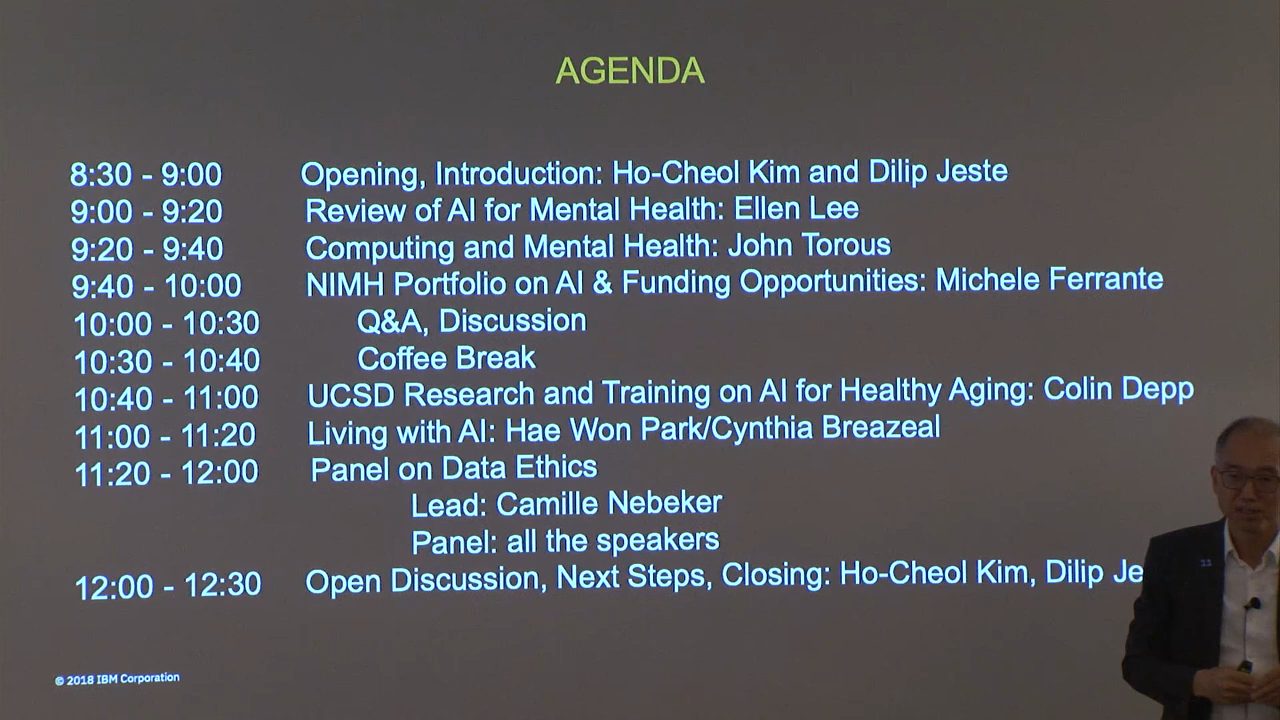 AGENDA
8:30 - 9:00 Opening, Introduction: Ho-Cheol Kim and Dilip Jeste
9:00 - 9:20 Review of AI for Mental Health: Ellen Lee
9:20 - 9:40 Computing and Mental Health: John Torous
9:40 - 10:00 NIMH Portfolio on AI & Funding Opportunities: Michele Ferrante
10:00 - 10:30 Q&A, Discussion
10:30 - 10:40 Coffee Break
10:40 - 11:00 UCSD Research and Training on AI for Healthy Aging: Colin Depp
11:00 - 11:20 Living with AI: Hae Won Park/Cynthia Breazeal
11:20 - 12:00 Panel on Data Ethics
Lead: Camille Nebeker
Panel: all the speakers
12:00 - 12:30 Open Discussion, Next Steps, Closing: Ho-Cheol Kim, Dilip Je
© 2018 IBM Corporation